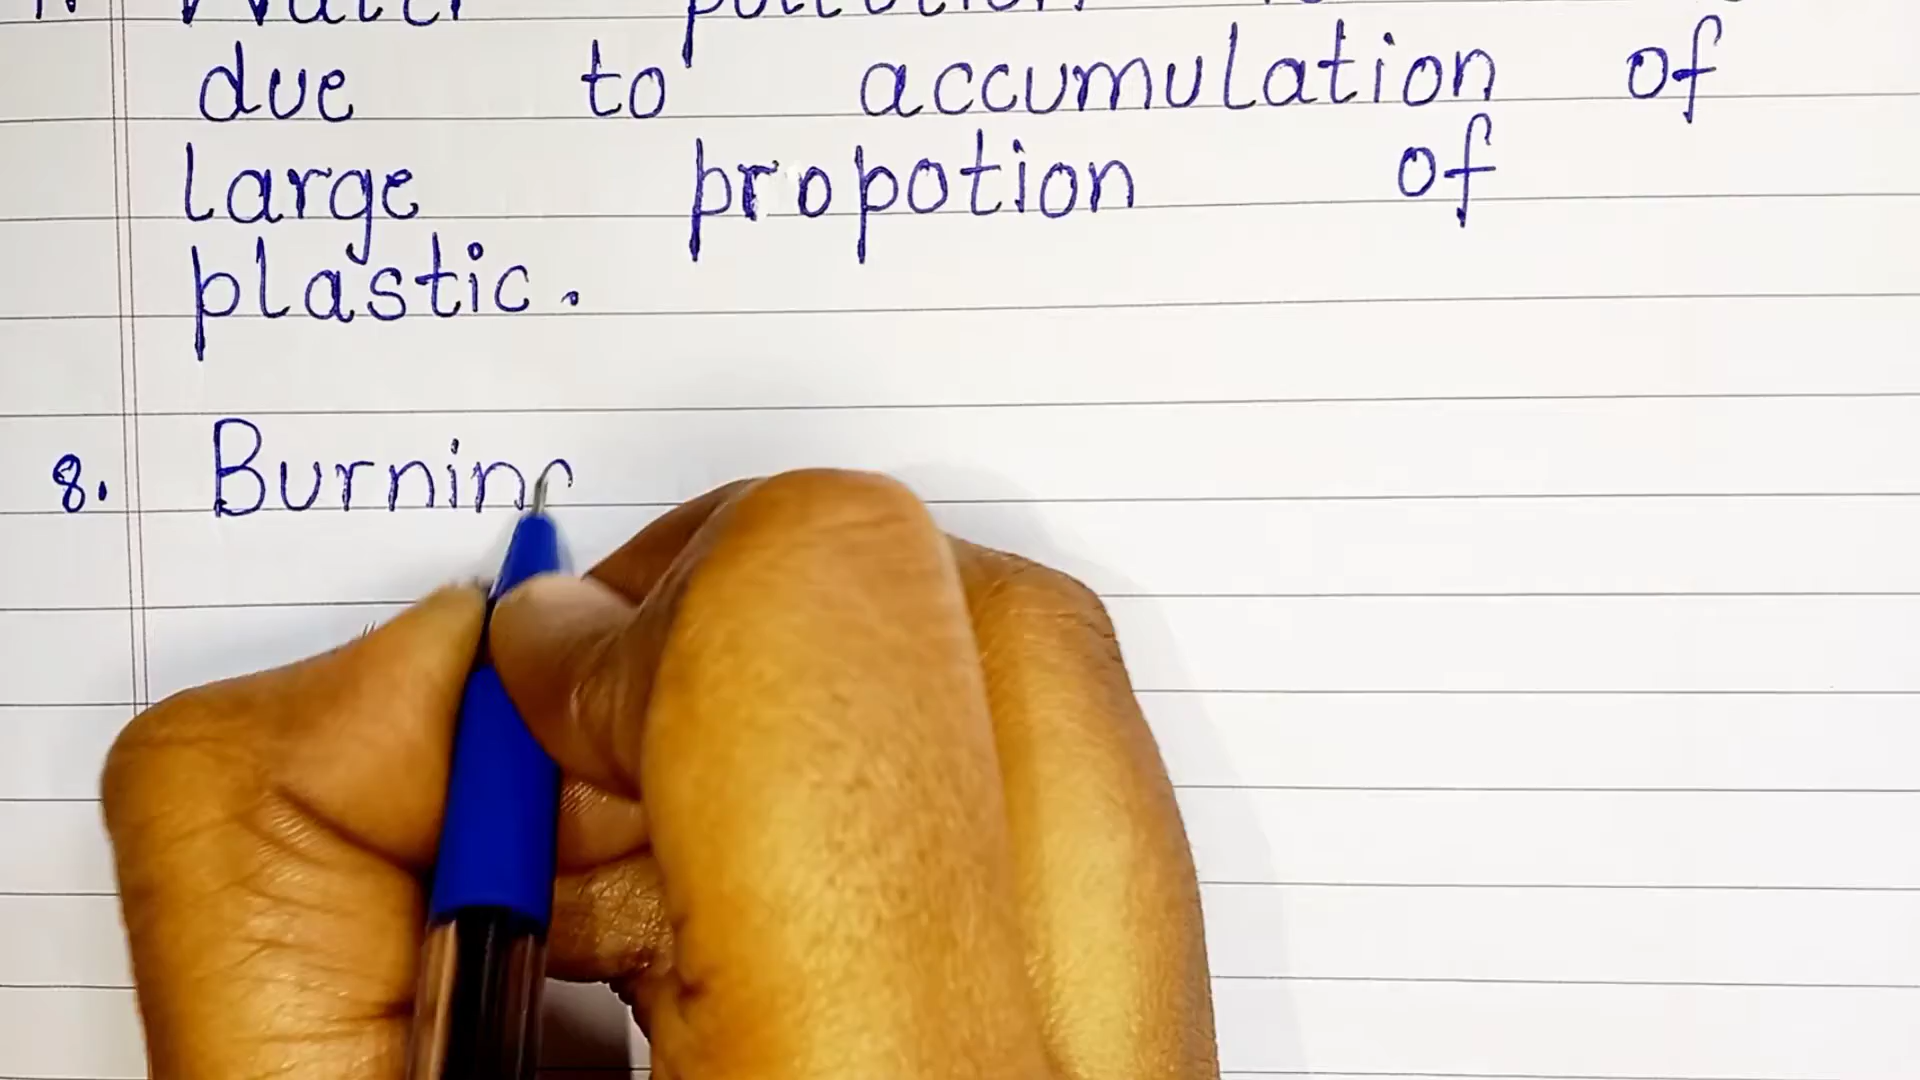 due to accumulation of
large propotion of
plastic.
8. Burnin